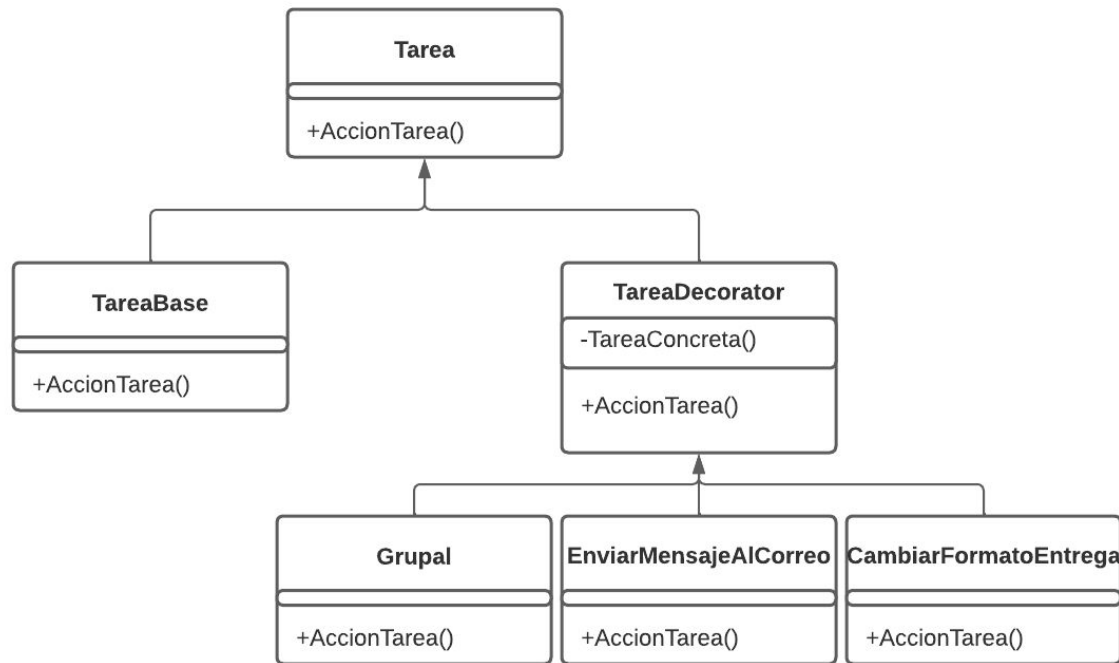 Tarea
+AccionTarea()
TareaBase
+AccionTarea()
TareaDecorator
-TareaConcreta()
+AccionTarea()
Grupal
+AccionTarea()
EnviarMensajeAlCorreo
+AccionTarea()
CambiarFormatoEntrega
+AccionTarea()